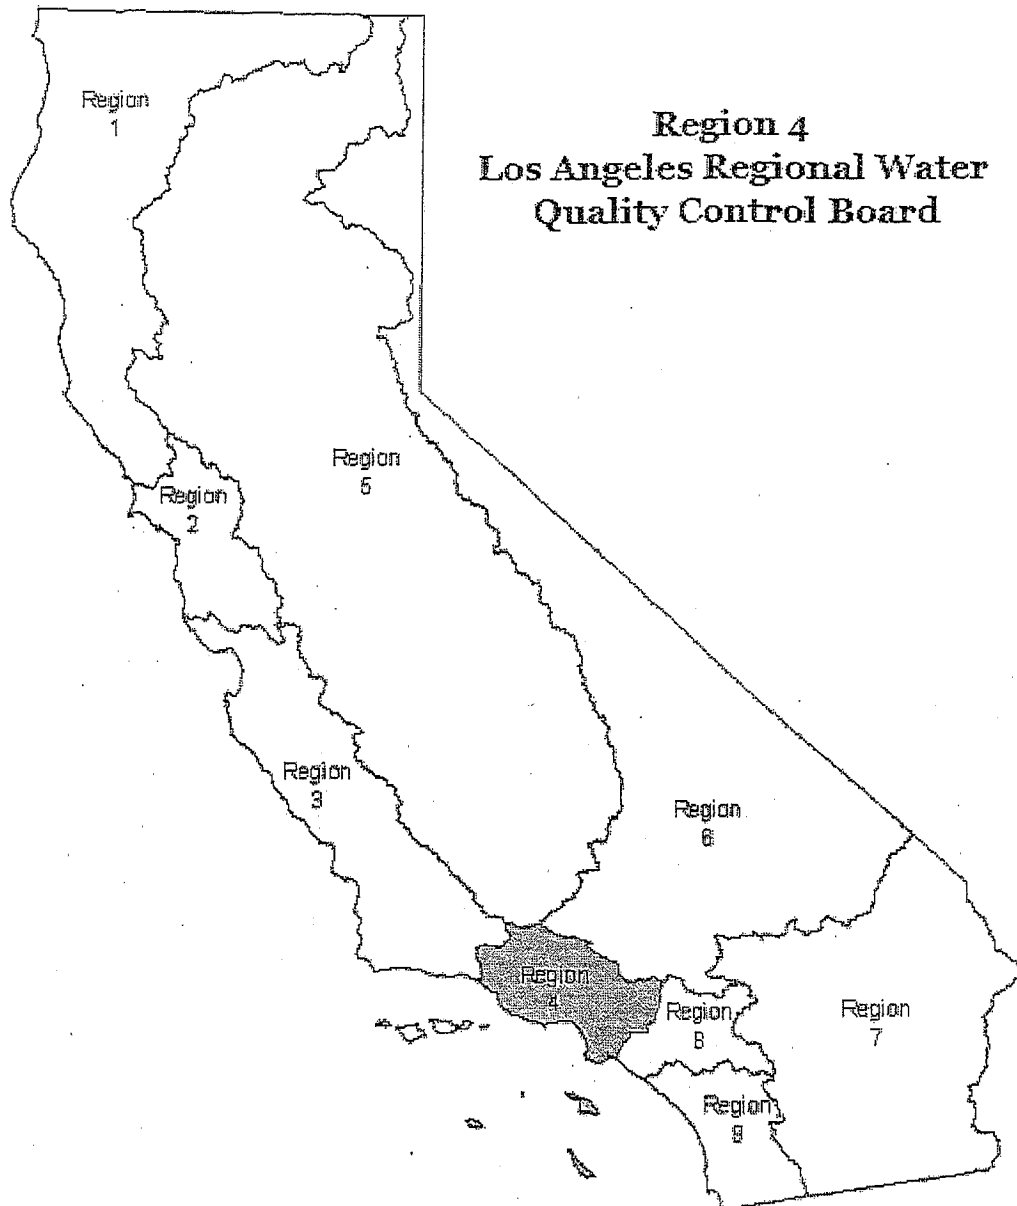 Region 4
Los Angeles Regional Water
Quality Control Board
Region
1
Region
5
Region
2
Region
3
Region
6
Region
4
Region
8
Region
7
Region
9